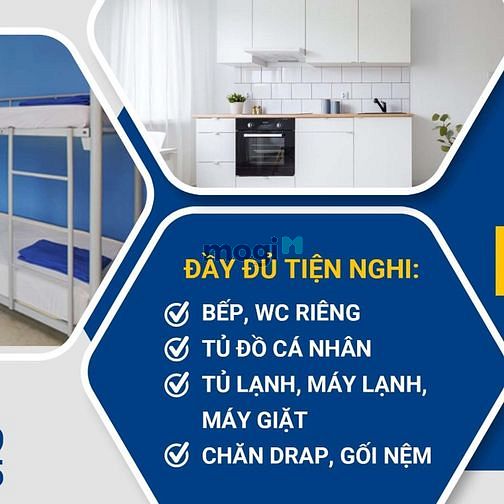 mogi
ĐẦY ĐỦ TIỆN NGHI:
BẾP, WC RIÊNG
TỦ ĐỒ CÁ NHÂN
TỦ LẠNH, MÁY LẠNH,
MÁY GIẶT
CHĂN DRAP, GỐI NỆM